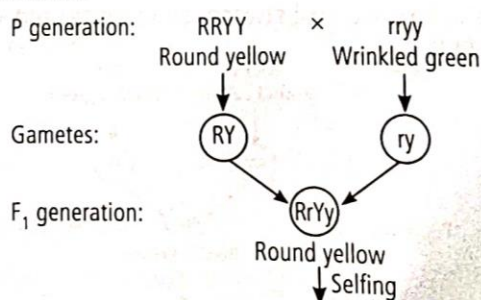 P generation: RRYY × rryy
Round yellow Wrinkled green
Gametes: RY ry
F₁ generation: RrYy
Round yellow
Selfing